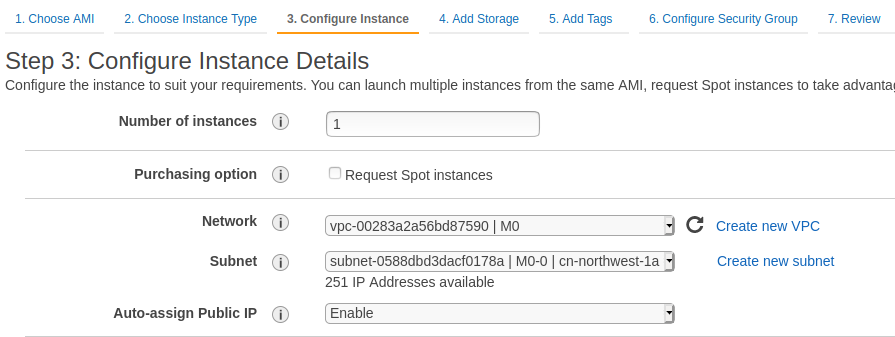 1. Choose AMI 2. Choose Instance Type 3. Configure Instance 4. Add Storage 5. Add Tags 6. Configure Security Group 7. Review
Step 3: Configure Instance Details
Configure the instance to suit your requirements. You can launch multiple instances from the same AMI, request Spot instances to take
Number of instances 1
Purchasing option Request Spot instances
Network vpc-00283a2a56bd87590 | M0 Create new VPC
Subnet subnet-0588dbd3dacf0178a | M0-0 | cn-northwest-1a Create new subnet
251 IP Addresses available
Auto-assign Public IP Enable